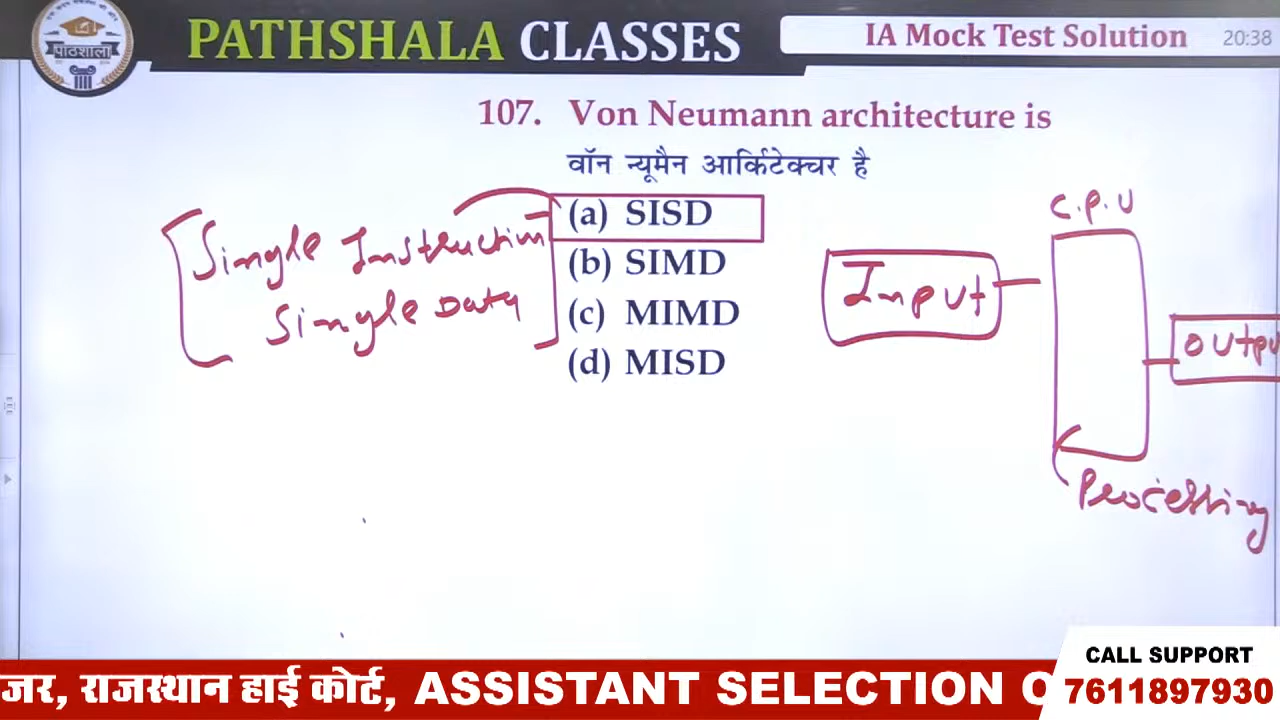 पाठशाला
PATHSHALA CLASSES
IA Mock Test Solution
20:38
107. Von Neumann architecture is
वॉन न्यूमैन आर्किटेक्चर है
(a) SISD
(b) SIMD
(c) MIMD
(d) MISD
Single Instruction
Single Data
Input
C.P.U
Output
Processing
जर, राजस्थान हाई कोर्ट, ASSISTANT SELECTION O
CALL SUPPORT
7611897930